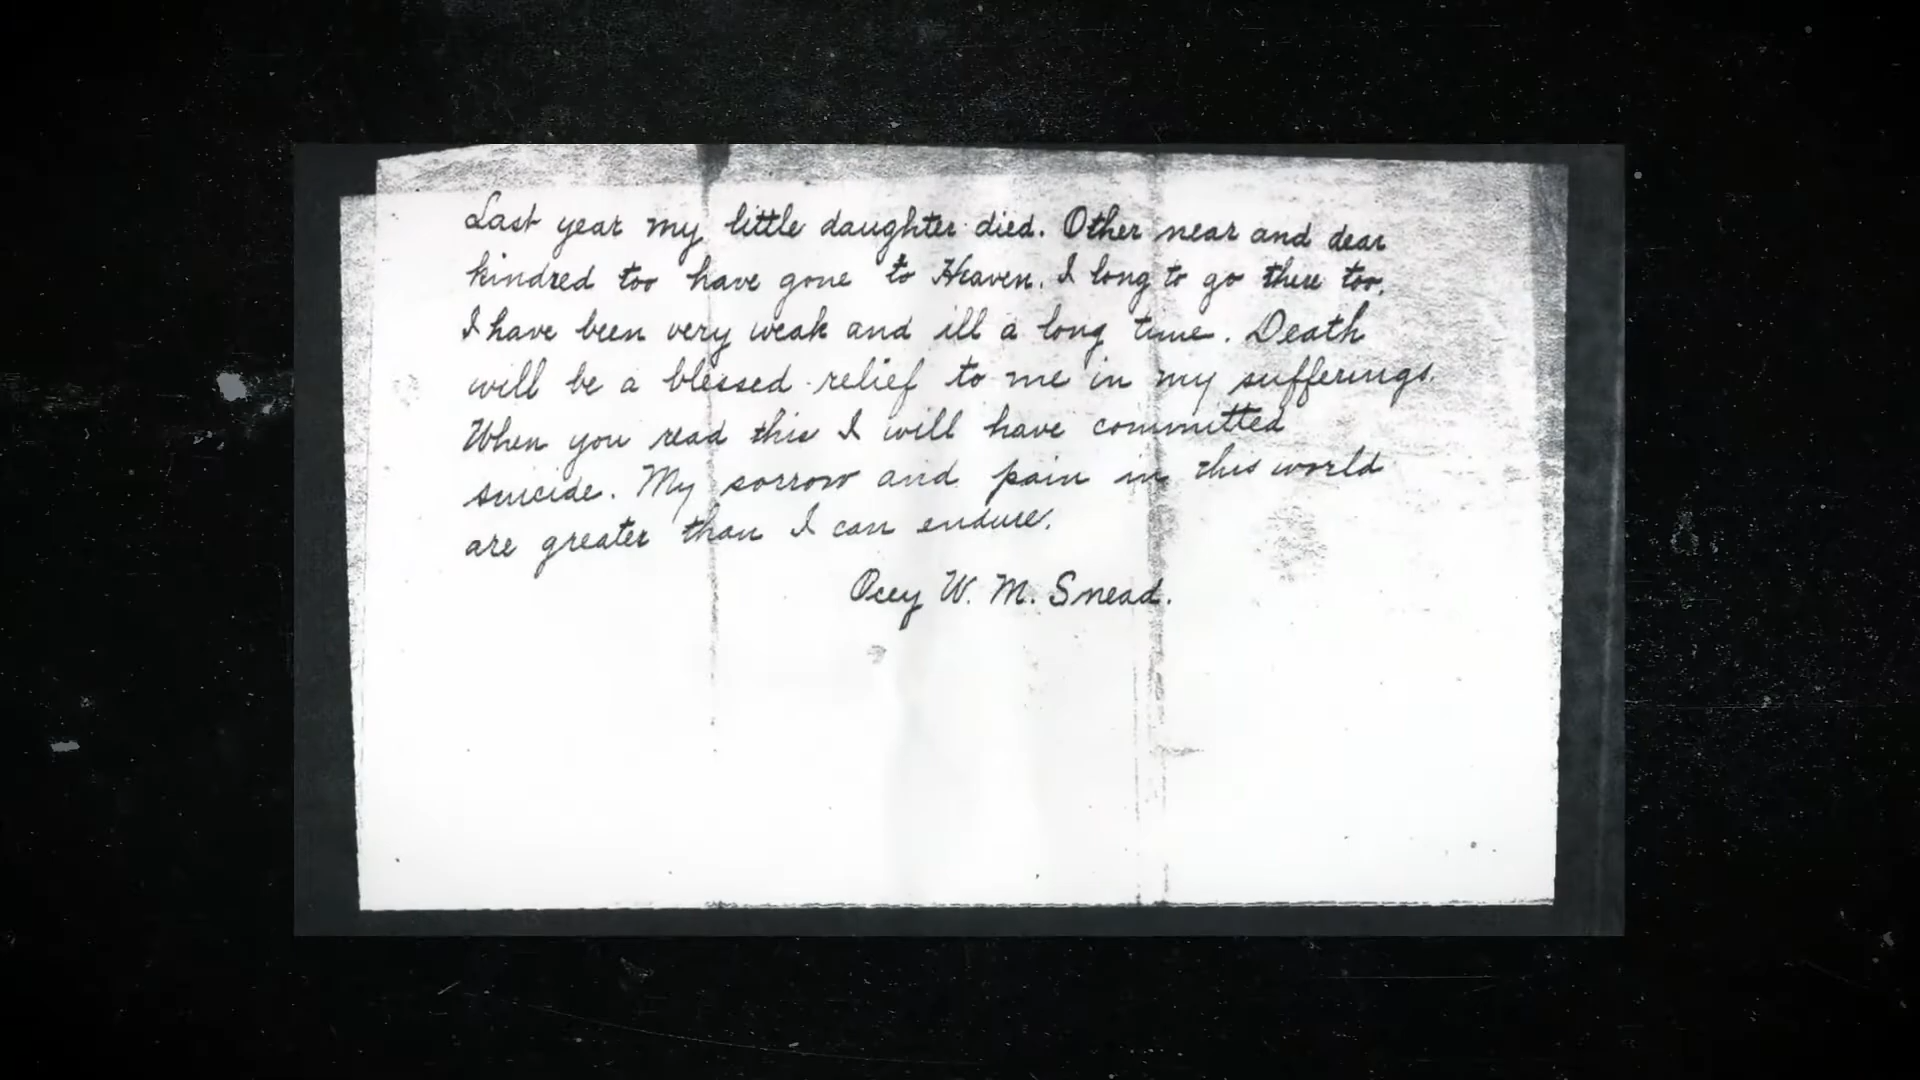 Last year my little daughter died. Other near and dear
kindred too have gone to Heaven. I long to go there too.
I have been very weak and ill a long time. Death
will be a blessed relief to me in my sufferings.
When you read this I will have committed
suicide. My sorrow and pain in this world
are greater than I can endure.
Ocey W. M. Snead.